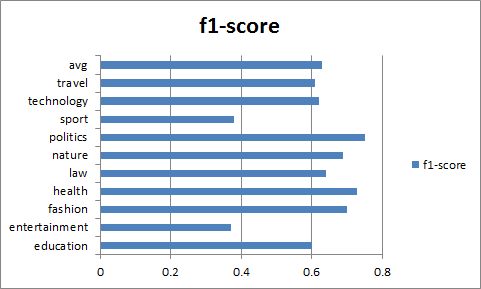 f1-score
avg
travel
technology
sport
politics
nature
law
health
fashion
entertainment
education
f1-score
0 0.2 0.4 0.6 0.8